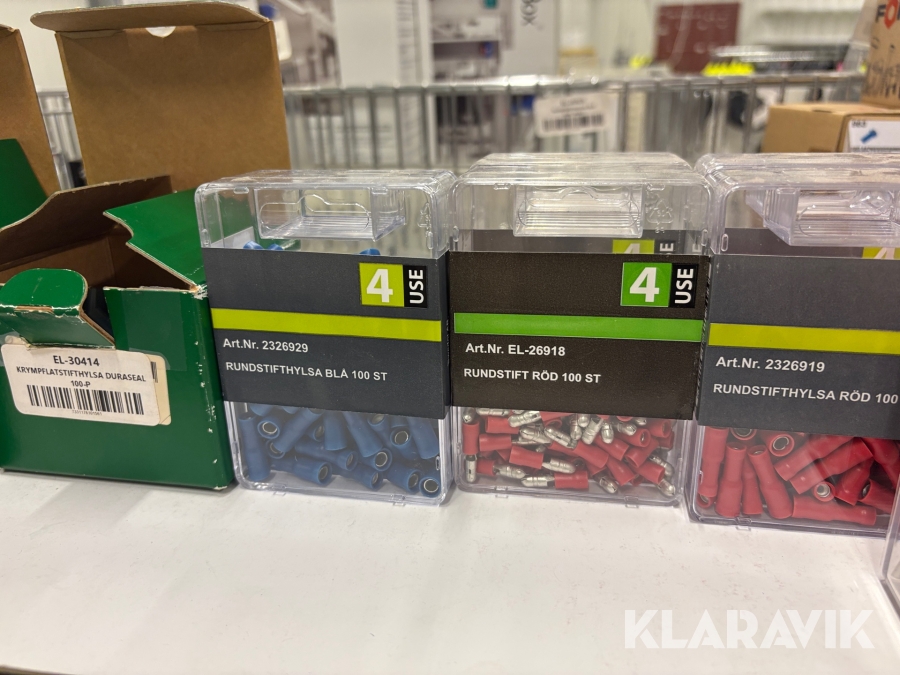 EL-30414
KRYMPFLATSTIFTHYLSA DURASEAL
100-P
4 USE
Art.Nr. 2326929
RUNDSTIFTHYLSA BLÅ 100 ST
4 USE
Art.Nr. EL-26918
RUNDSTIFT RÖD 100 ST
4
Art.Nr. 2326919
RUNDSTIFTHYLSA RÖD 100
KLARAVIK